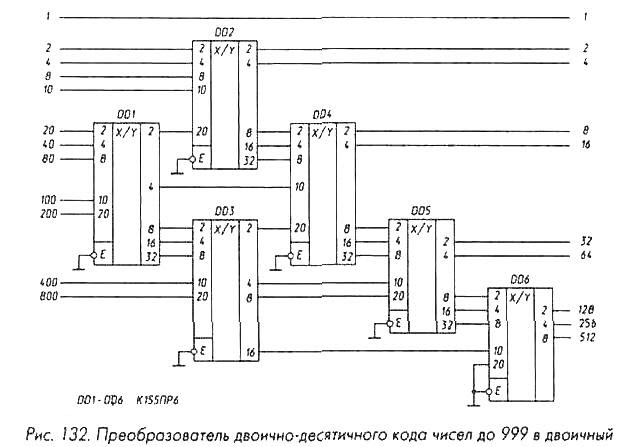 1 1
DD2
2 2 X/Y 2 2
4 4 4 4
8 8
10 10
DD1 DD4
20 2 X/Y 2 20 8 2 X/Y 2 8
40 4 16 4 4 16
80 8 E 32 8
4 10
100 10
200 20 DD3 DD5
8 2 X/Y 2 20 8 2 X/Y
16 4 16 4 2 32
E 32 8 E 32 8 4 64
DD6
400 10 4 10
800 20 8 20 8 2 X/Y 2 128
16 4 4 256
E 32 8 8 512
E 16 10
20
E
DD1-DD6 К155ПР6
Рис. 132. Преобразователь двоично-десятичного кода чисел до 999 в двоичный